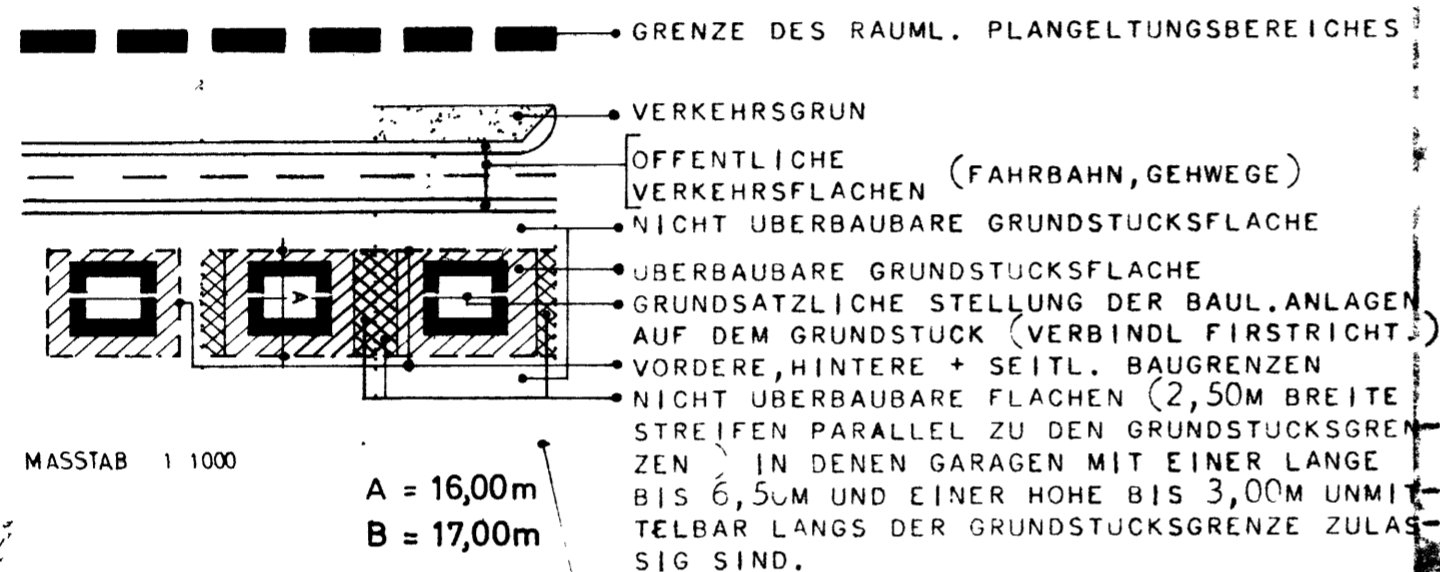 GRENZE DES RAUML. PLANGELTUNGSBEREICHES
VERKEHRSGRUN
OFFENTLICHE
VERKEHRSFLACHEN (FAHRBAHN, GEHWEGE)
NICHT UBERBAUBARE GRUNDSTUCKSFLACHE
UBERBAUBARE GRUNDSTUCKSFLACHE
A
GRUNDSATZLICHE STELLUNG DER BAUL. ANLAGEN
AUF DEM GRUNDSTUCK (VERBINDL FIRSTRICHT.)
VORDERE, HINTERE + SEITL. BAUGRENZEN
NICHT UBERBAUBARE FLACHEN (2,50M BREITE
STREIFEN PARALLEL ZU DEN GRUNDSTUCKSGREN-
ZEN ) IN DENEN GARAGEN MIT EINER LANGE
BIS 6,50M UND EINER HOHE BIS 3,00M UNMIT-
TELBAR LANGS DER GRUNDSTUCKSGRENZE ZULAS-
SIG SIND.
MASSTAB 1 1000
A = 16,00m
B = 17,00m